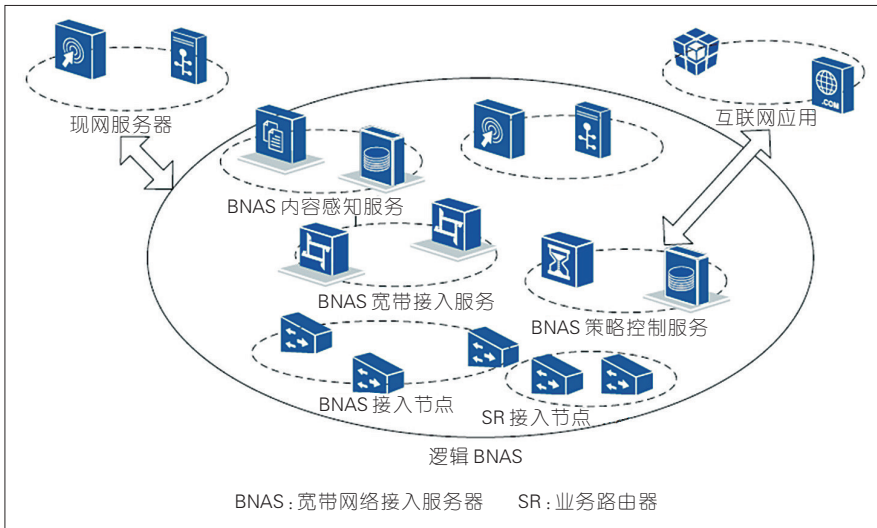 现网服务器
互联网应用
.COM
BNAS 内容感知服务
BNAS 宽带接入服务
BNAS 策略控制服务
BNAS 接入节点
SR 接入节点
逻辑 BNAS
BNAS：宽带网络接入服务器 SR：业务路由器